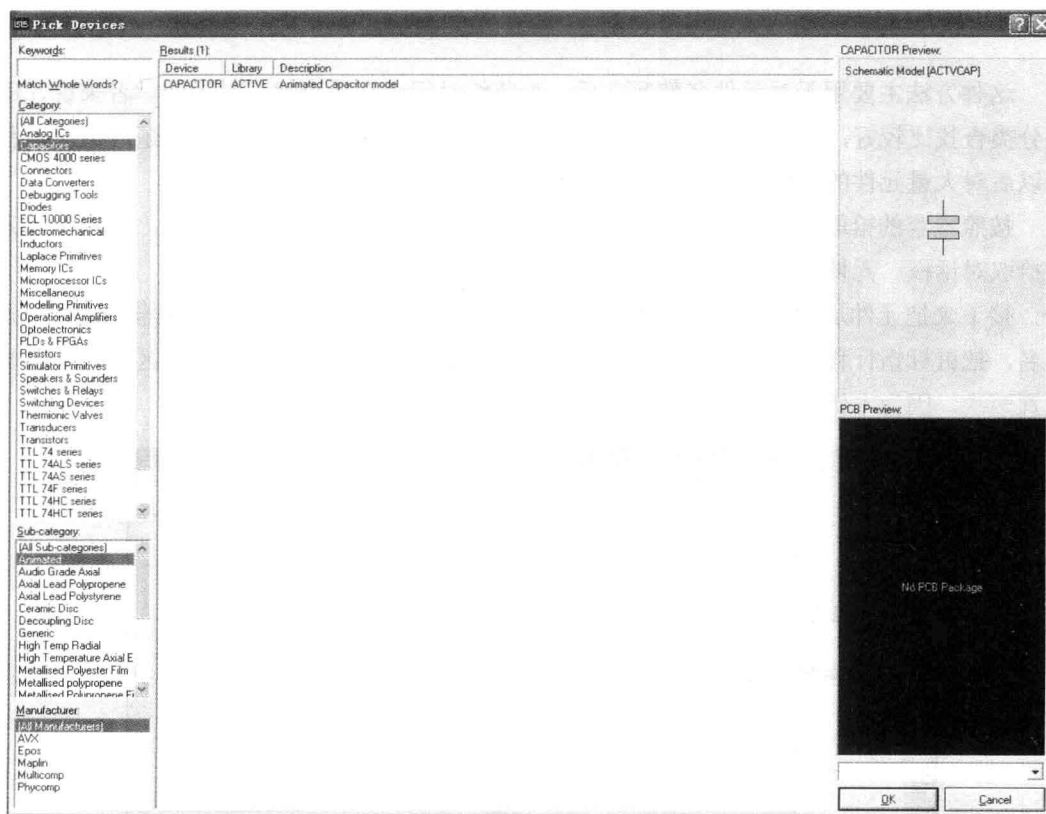 ISIS Pick Devices
Keywords:
Match Whole Words?
Category:
(All Categories)
Analog ICs
Capacitors
CMOS 4000 series
Connectors
Data Converters
Debugging Tools
Diodes
ECL 10000 Series
Electromechanical
Inductors
Laplace Primitives
Memory ICs
Microprocessor ICs
Miscellaneous
Modelling Primitives
Operational Amplifiers
Optoelectronics
PLDs & FPGAs
Resistors
Simulator Primitives
Speakers & Sounders
Switches & Relays
Switching Devices
Thermionic Valves
Transducers
Transistors
TTL 74 series
TTL 74ALS series
TTL 74AS series
TTL 74F series
TTL 74HC series
TTL 74HCT series
Sub-category:
(All Sub-categories)
Animated
Audio Grade Axial
Axial Lead Polypropene
Axial Lead Polystyrene
Ceramic Disc
Decoupling Disc
Generic
High Temp Radial
High Temperature Axial E
Metallised Polyester Film
Metallised polypropene
Metallised Polypropene Fi
Manufacturer:
(All Manufacturers)
AVX
Epos
Maplin
Multicomp
Phycomp
Results (1):
Device Library Description
CAPACITOR ACTIVE Animated Capacitor model
CAPACITOR Preview:
Schematic Model [ACTVCAP]
PCB Preview:
No PCB Package
OK Cancel